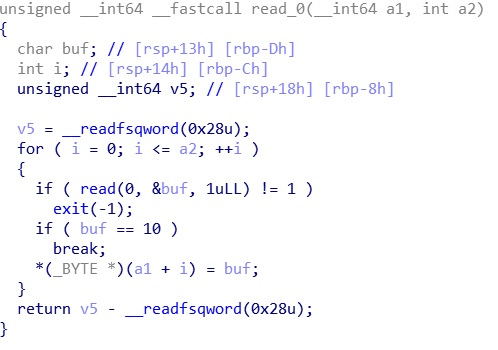 unsigned __int64 __fastcall read_0(__int64 a1, int a2)
{
  char buf; // [rsp+13h] [rbp-Dh]
  int i; // [rsp+14h] [rbp-Ch]
  unsigned __int64 v5; // [rsp+18h] [rbp-8h]

  v5 = __readfsqword(0x28u);
  for ( i = 0; i <= a2; ++i )
  {
    if ( read(0, &buf, 1uLL) != 1 )
      exit(-1);
    if ( buf == 10 )
      break;
    *(_BYTE *)(a1 + i) = buf;
  }
  return v5 - __readfsqword(0x28u);
}